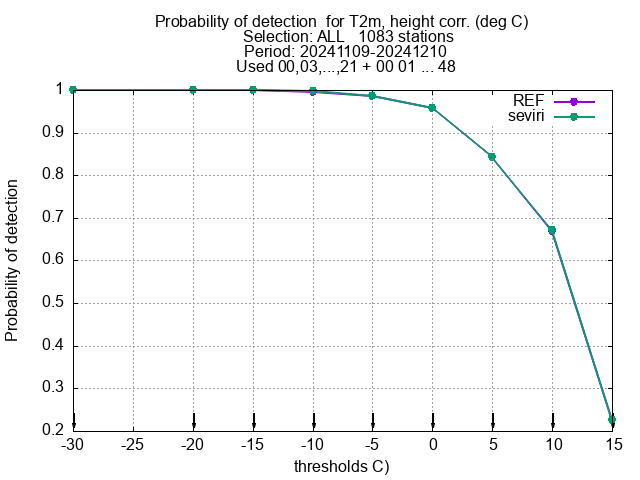 Probability of detection  for T2m, height corr. (deg C)
Selection: ALL   1083 stations
Period: 20241109-20241210
Used 00,03,...,21 + 00 01 ... 48
REF
seviri
1
0.9
0.8
0.7
0.6
0.5
0.4
0.3
0.2
Probability of detection
-30 -25 -20 -15 -10 -5 0 5 10 15
thresholds C)